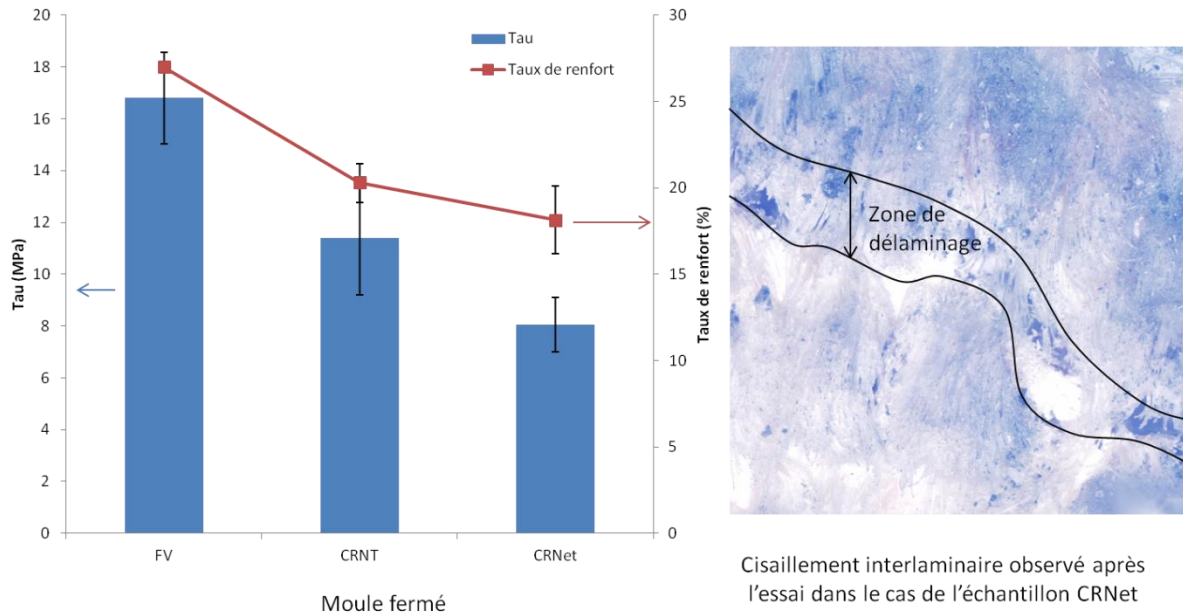 Tau
Taux de renfort
Tau (MPa)
20
18
16
14
12
10
8
6
4
2
0
30
25
20
15
10
5
0
Taux de renfort (%)
FV CRNT CRNet
Moule fermé
Zone de
délaminage
Cisaillement interlaminaire observé après
l'essai dans le cas de l'échantillon CRNet